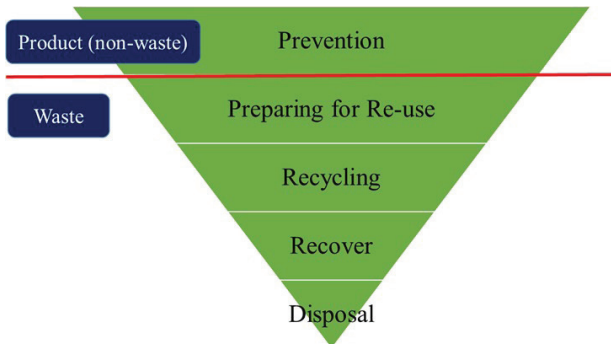 Product (non-waste)
Prevention
Waste
Preparing for Re-use
Recycling
Recover
Disposal